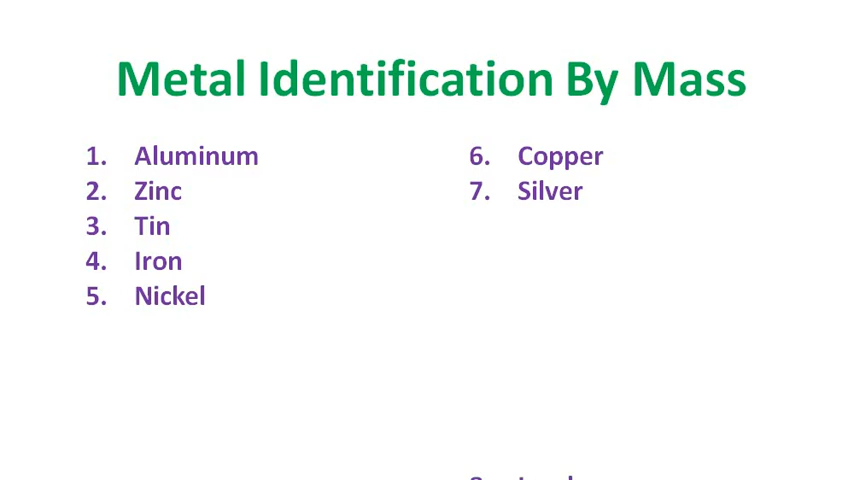 Metal Identification By Mass
1. Aluminum
2. Zinc
3. Tin
4. Iron
5. Nickel
6. Copper
7. Silver